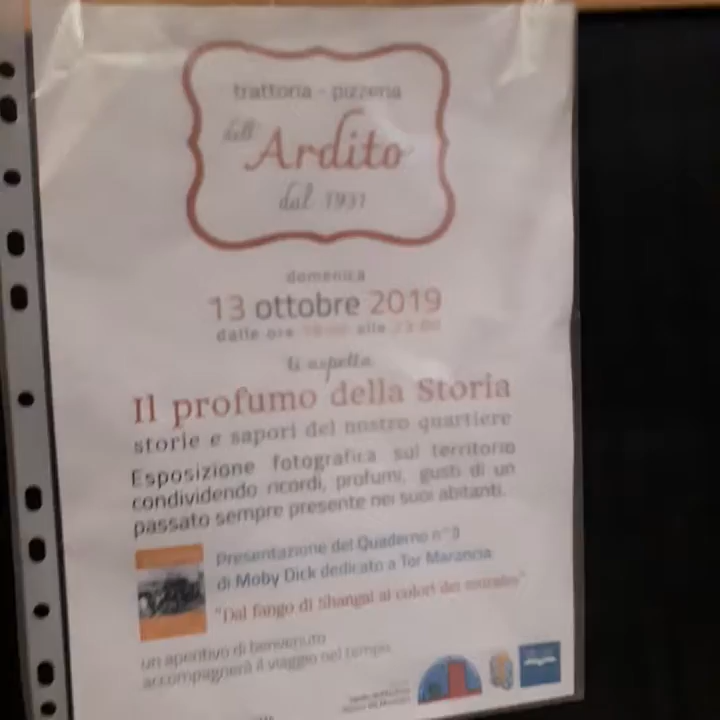 trattoria - pizzeria
dell'Ardito
dal 1931
domenica
13 ottobre 2019
dalle ore alle
ti aspetta
Il profumo della Storia
storie e sapori del nostro quartiere
Esposizione fotografica sul territorio
condividendo ricordi, profumi, gusti di un
passato sempre presente nei suoi abitanti.
Presentazione del Quaderno n°3
di Moby Dick dedicato a Tor Marancia
"Dal fango di Shangai ai colori dei murales"
un aperitivo di benvenuto
accompagnerà il viaggio nel tempo